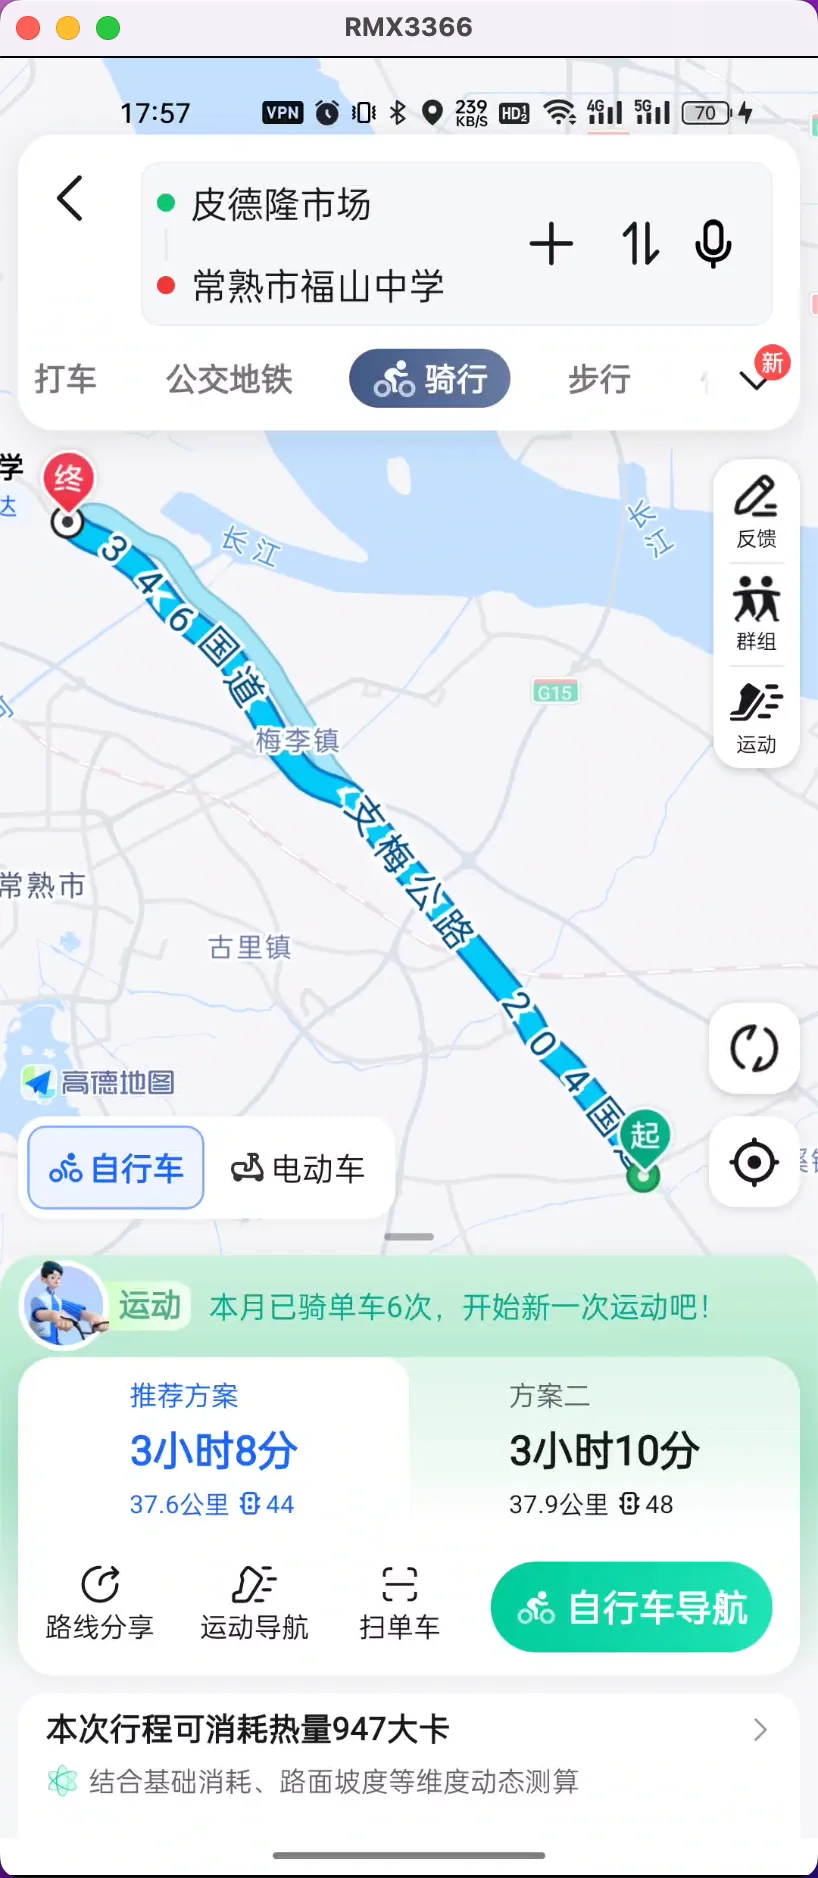 RMX3366
17:57
VPN
239
KB/S
HD1 2
4G
5G
70
皮德隆市场
常熟市福山中学
打车
公交地铁
骑行
步行
新
学
达
终
346国道
长江
长江
反馈
群组
运动
G15
梅李镇
支梅公路
常熟市
古里镇
204国
起
高德地图
自行车
电动车
运动
本月已骑单车6次，开始新一次运动吧！
推荐方案
3小时8分
37.6公里 44
方案二
3小时10分
37.9公里 48
路线分享
运动导航
扫单车
自行车导航
本次行程可消耗热量947大卡
结合基础消耗、路面坡度等维度动态测算